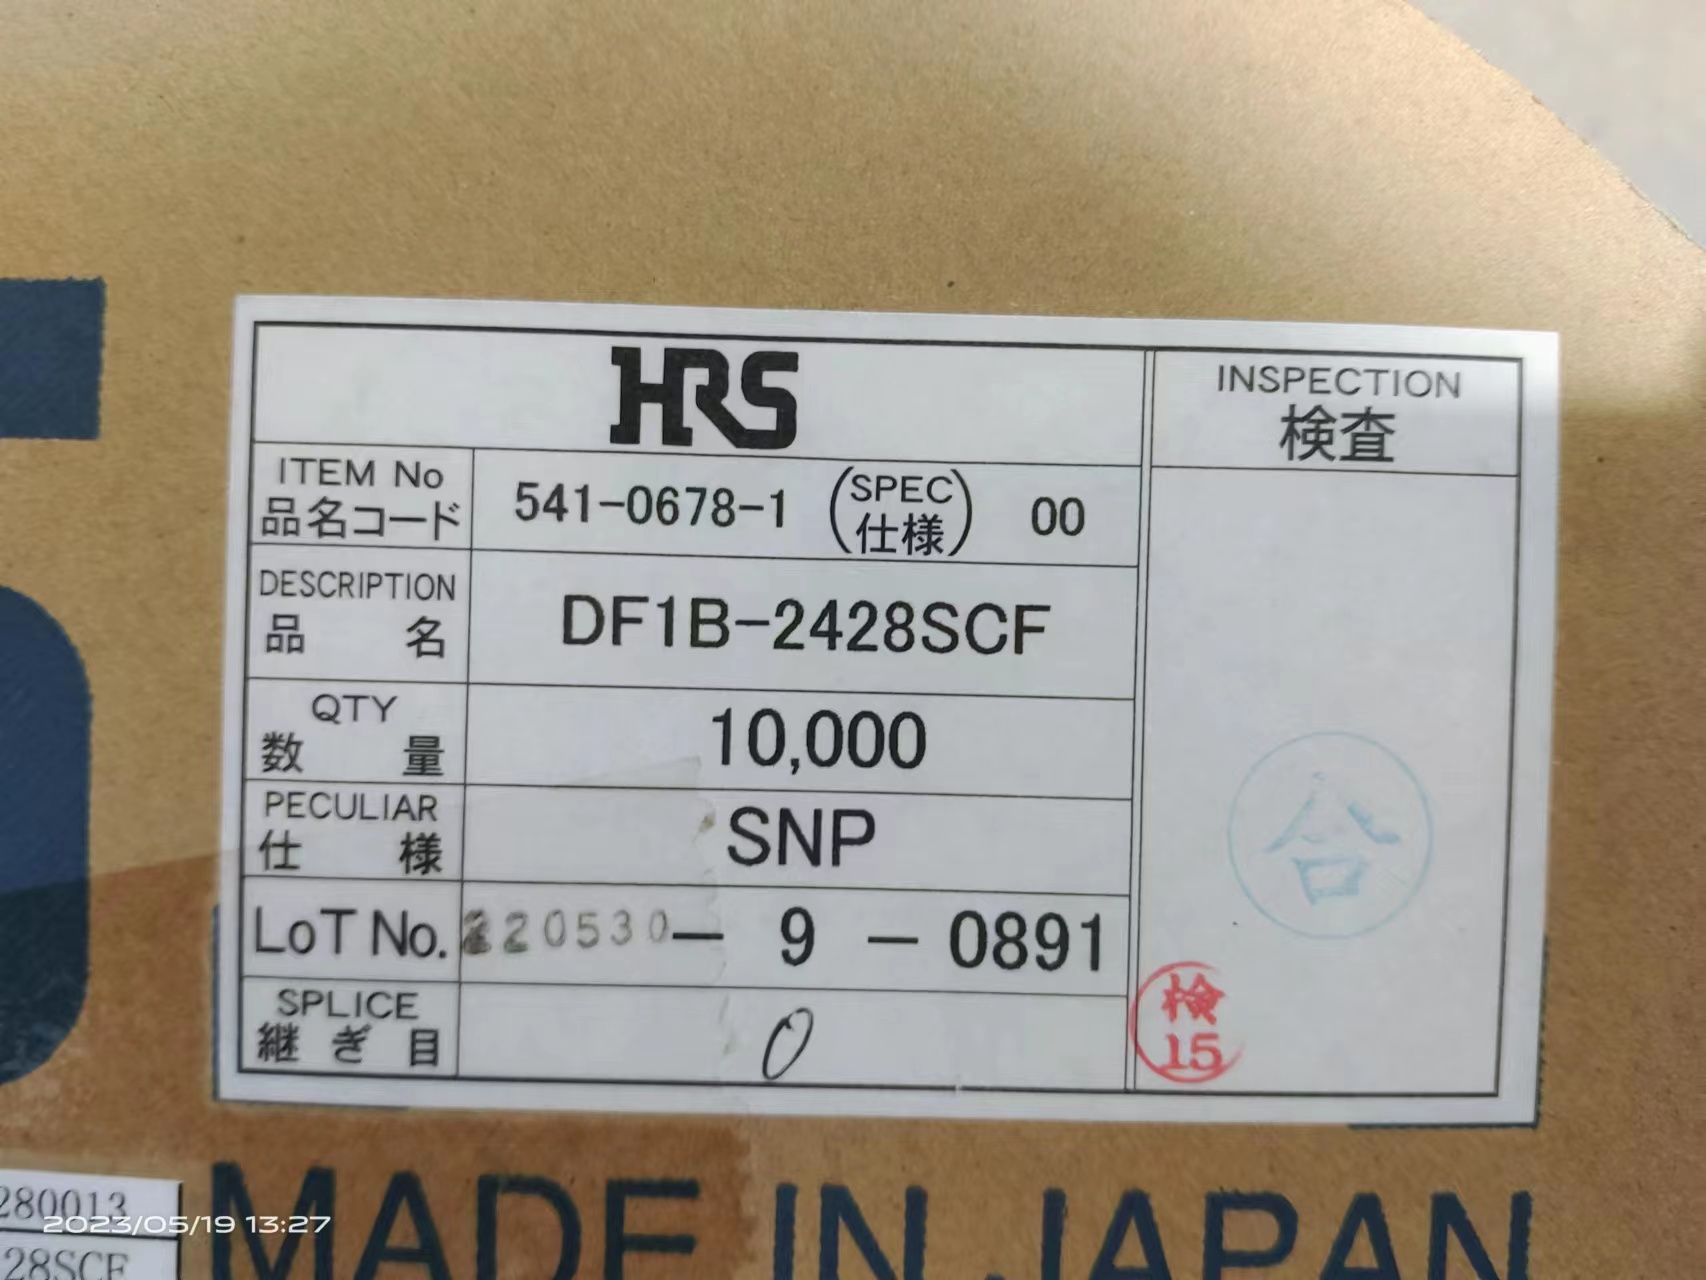 HRS
INSPECTION
検査
ITEM No
品名コード
541-0678-1 (SPEC 仕様) 00
DESCRIPTION
品 名
DF1B-2428SCF
QTY
数 量
10,000
PECULIAR
仕 様
SNP
LoT No. 220530- 9 - 0891
SPLICE
継ぎ目
0
合
検
15
MADE IN JAPAN
280013
2023/05/19 13:27
28SCF